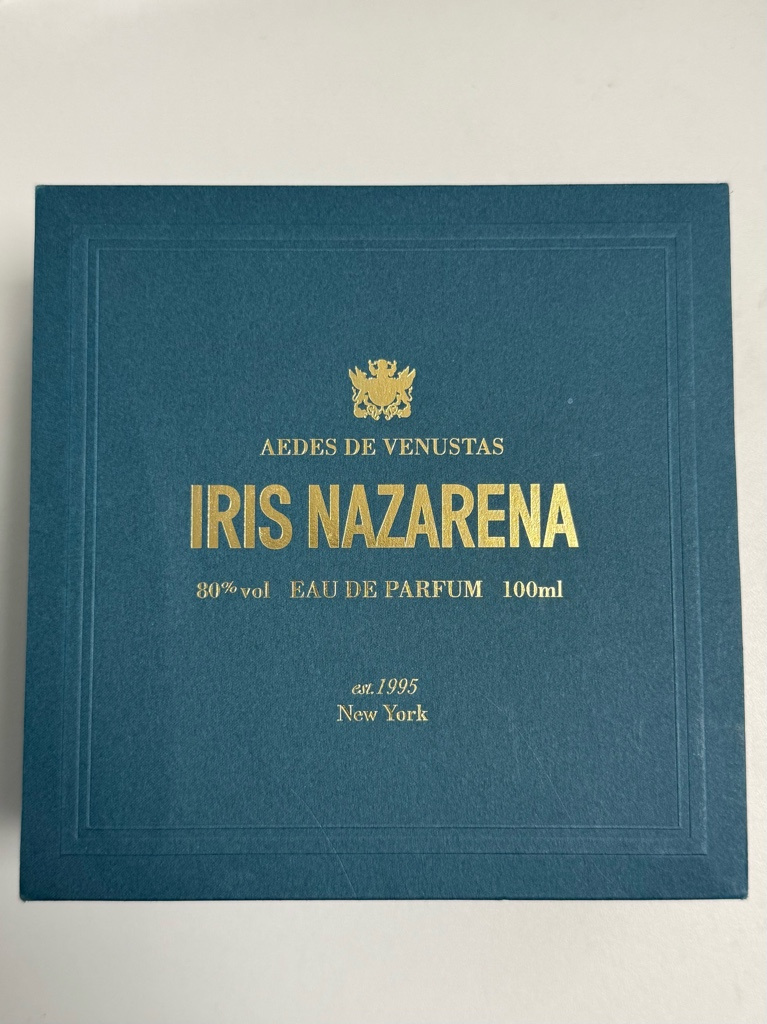 AEDES DE VENUSTAS
IRIS NAZARENA
80% vol EAU DE PARFUM 100ml
est. 1995
New York